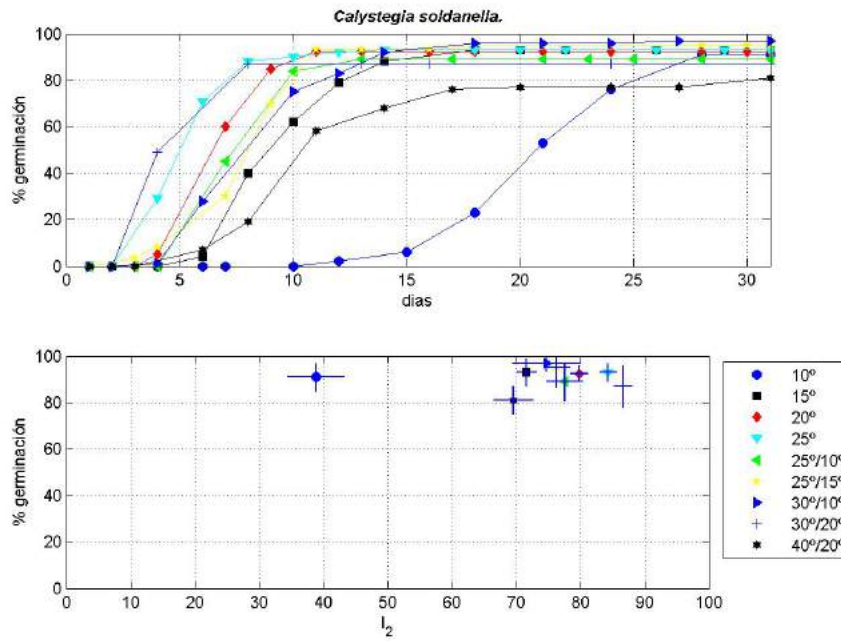 Calystegia soldanella.
% germinación
100
80
60
40
20
0
0 5 10 15 20 25 30
dias
% germinación
100
80
60
40
20
0
0 10 20 30 40 50 60 70 80 90 100
I2
10º
15º
20º
25º
25º/10º
25º/15º
30º/10º
30º/20º
40º/20º